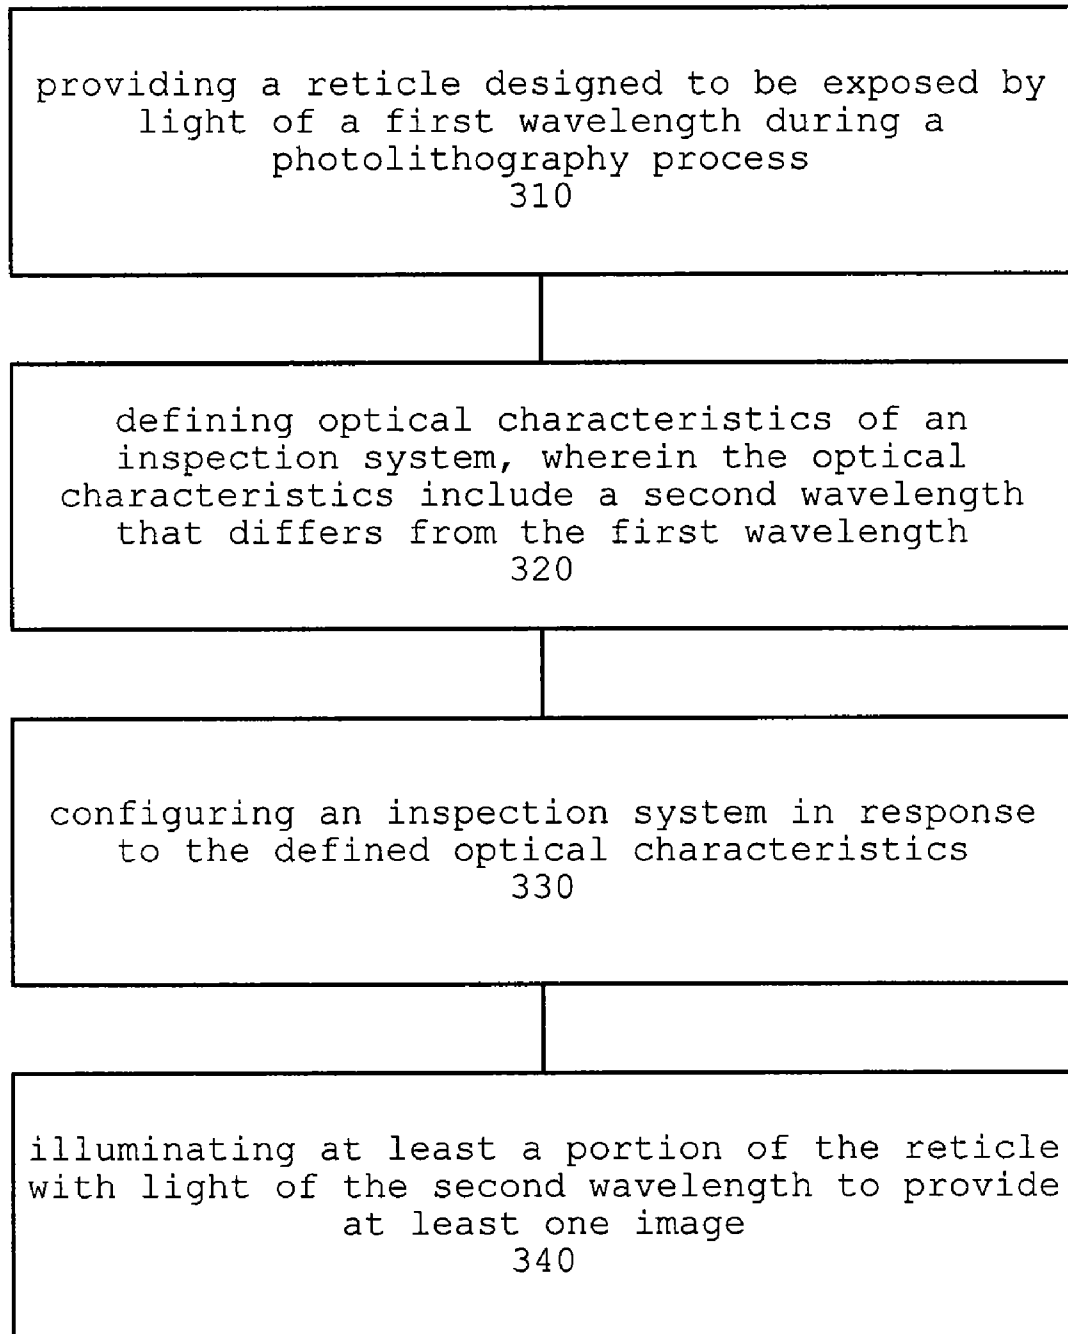 providing a reticle designed to be exposed by
light of a first wavelength during a
photolithography process
310
defining optical characteristics of an
inspection system, wherein the optical
characteristics include a second wavelength
that differs from the first wavelength
320
configuring an inspection system in response
to the defined optical characteristics
330
illuminating at least a portion of the reticle
with light of the second wavelength to provide
at least one image
340